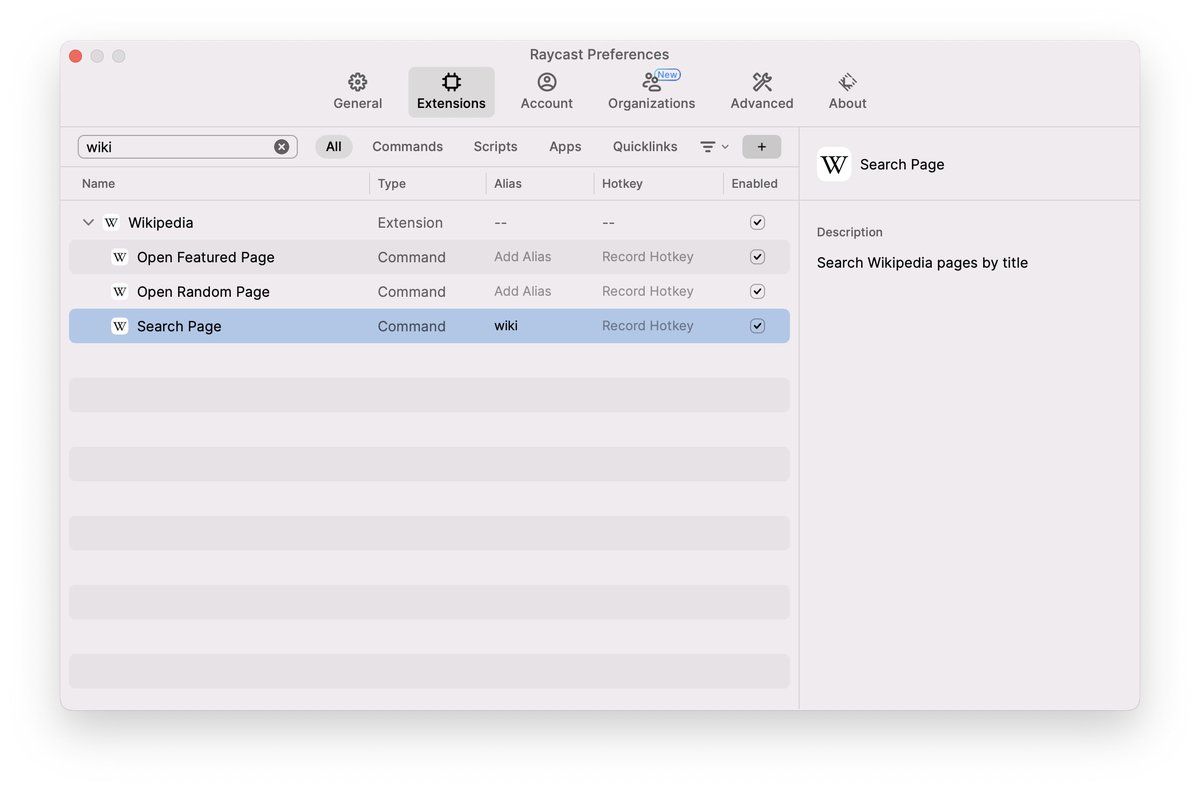 Raycast Preferences
General Extensions Account New Organizations Advanced About
wiki All Commands Scripts Apps Quicklinks +
Name Type Alias Hotkey Enabled
W Wikipedia Extension -- --
W Open Featured Page Command Add Alias Record Hotkey
W Open Random Page Command Add Alias Record Hotkey
W Search Page Command wiki Record Hotkey
W Search Page
Description
Search Wikipedia pages by title